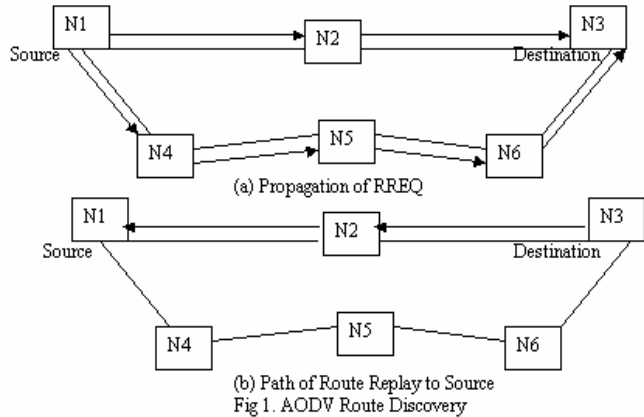 N1
N2
N3
Source
Destination
N4
N5
N6
(a) Propagation of RREQ
N1
N2
N3
Source
Destination
N4
N5
N6
(b) Path of Route Replay to Source
Fig 1. AODV Route Discovery